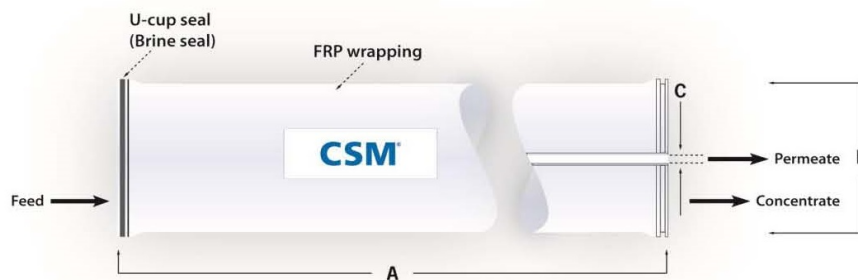 U-cup seal
(Brine seal)
FRP wrapping
C
CSM®
Permeate
Feed
Concentrate
A